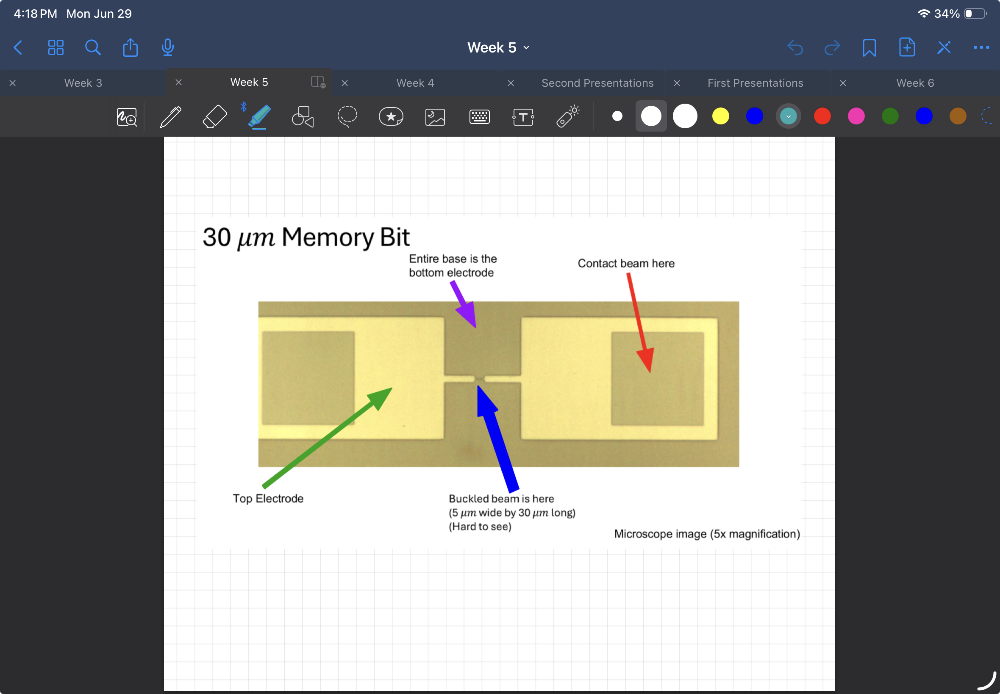 4:18 PM Mon Jun 29
34%
Week 5
Week 3
Week 5
Week 4
Second Presentations
First Presentations
Week 6
T
30 μm Memory Bit
Entire base is the
bottom electrode
Contact beam here
Top Electrode
Buckled beam is here
(5 μm wide by 30 μm long)
(Hard to see)
Microscope image (5x magnification)